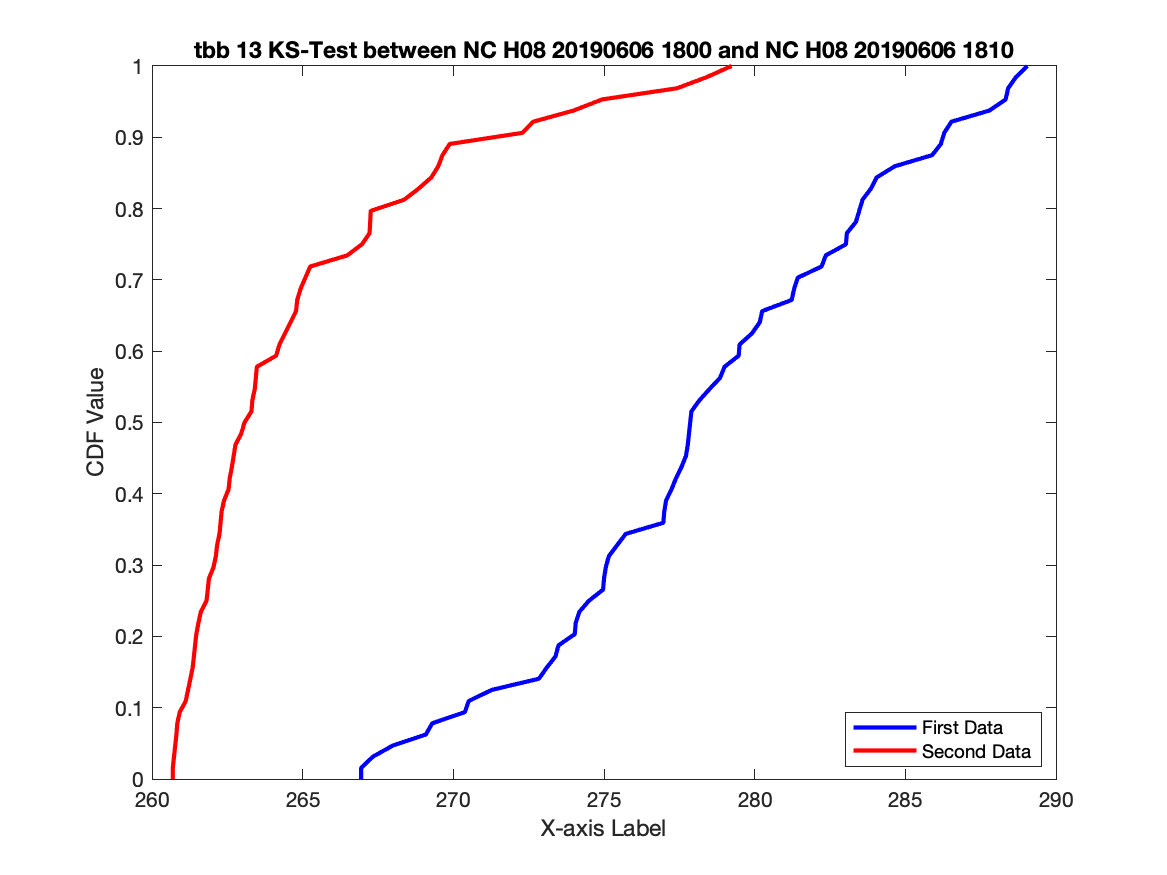 tbb 13 KS-Test between NC H08 20190606 1800 and NC H08 20190606 1810
1
0.9
0.8
0.7
0.6
0.5
0.4
0.3
0.2
0.1
0
CDF Value
First Data
Second Data
260 265 270 275 280 285 290
X-axis Label